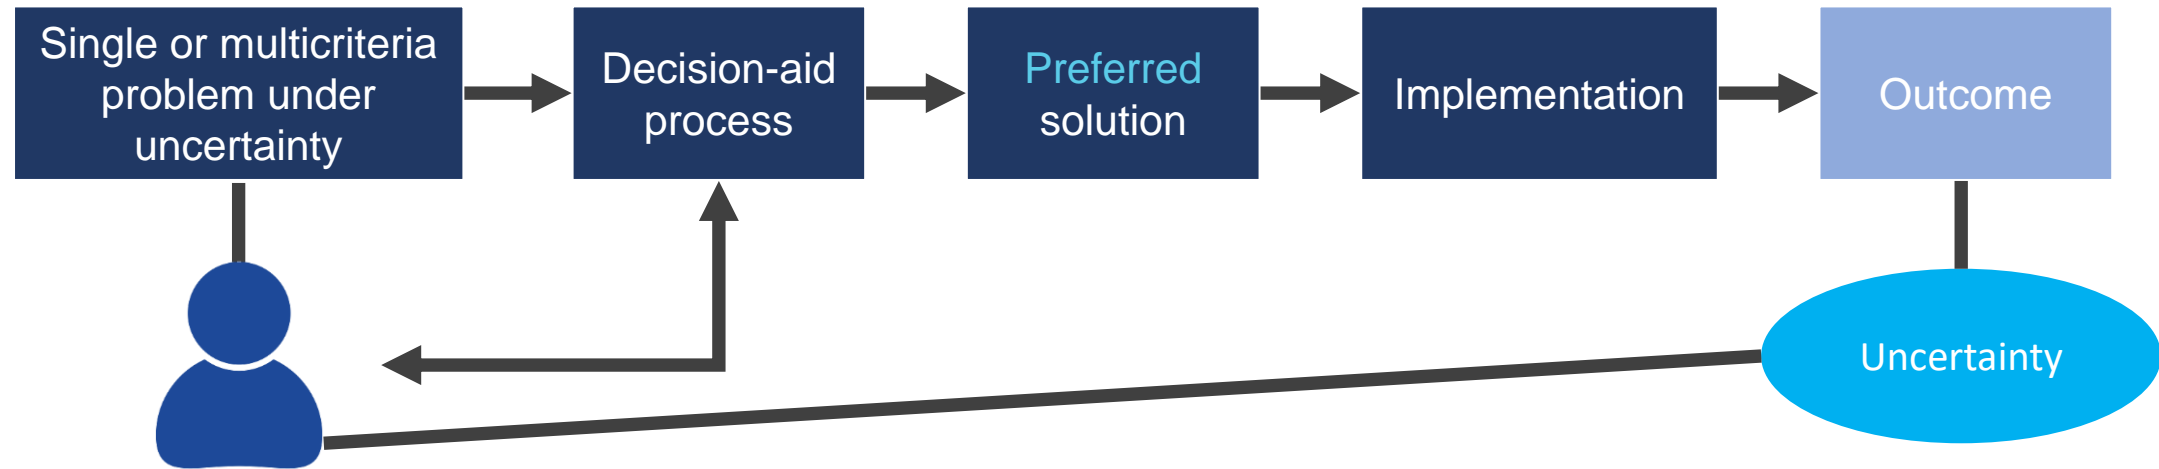 Single or multicriteria
problem under
uncertainty
Decision-aid
process
Preferred
solution
Implementation
Outcome
Uncertainty